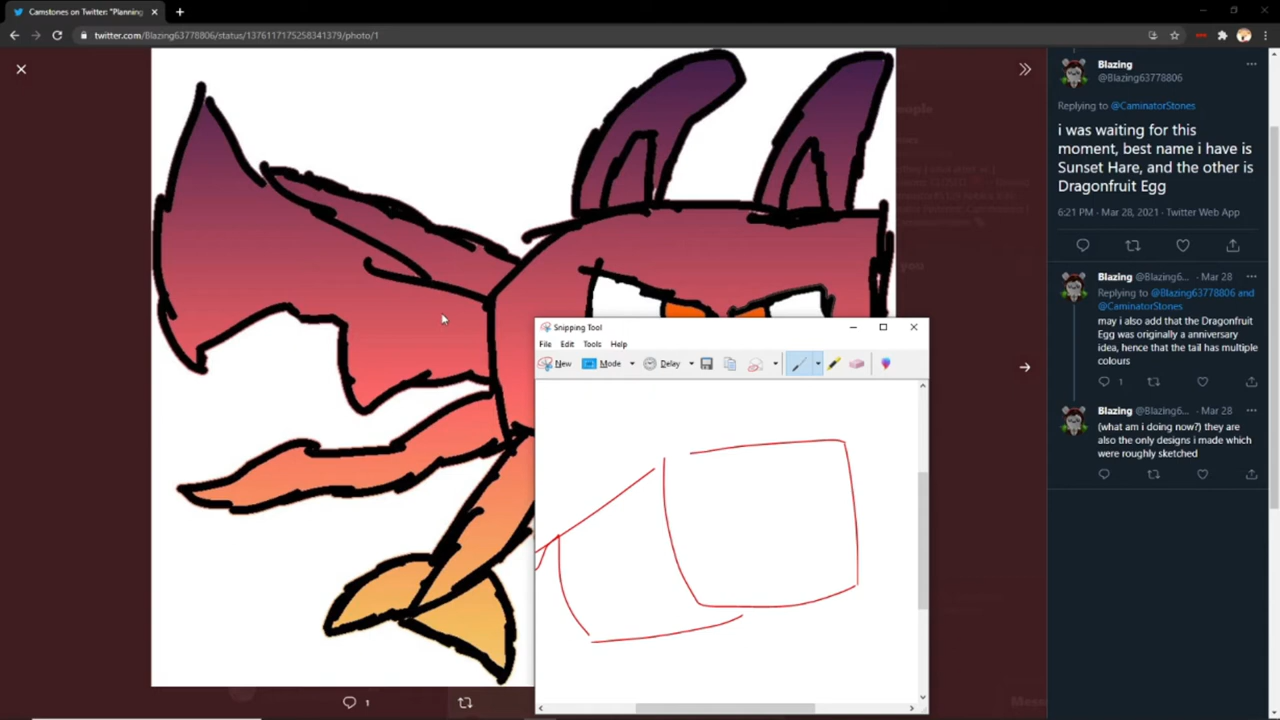 Camstones on Twitter: "Planning
twitter.com/Blazing63778806/status/1376117175258341379/photo/1
Blazing
@Blazing63778806
Replying to @CaminatorStones
i was waiting for this
moment, best name i have is
Sunset Hare, and the other is
Dragonfruit Egg
6:21 PM · Mar 28, 2021 · Twitter Web App
Blazing @Blazing6... · Mar 28
Replying to @Blazing63778806 and
@CaminatorStones
may i also add that the Dragonfruit
Egg was originally a anniversary
idea, hence that the tail has multiple
colours
1
Blazing @Blazing6... · Mar 28
(what am i doing now?) they are
also the only designs i made which
were roughly sketched
Snipping Tool
File Edit Tools Help
New Mode Delay
1